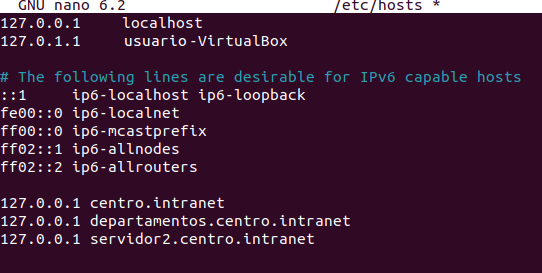 GNU nano 6.2 /etc/hosts *
127.0.0.1 localhost
127.0.1.1 usuario-VirtualBox
# The following lines are desirable for IPv6 capable hosts
::1 ip6-localhost ip6-loopback
fe00::0 ip6-localnet
ff00::0 ip6-mcastprefix
ff02::1 ip6-allnodes
ff02::2 ip6-allrouters
127.0.0.1 centro.intranet
127.0.0.1 departamentos.centro.intranet
127.0.0.1 servidor2.centro.intranet